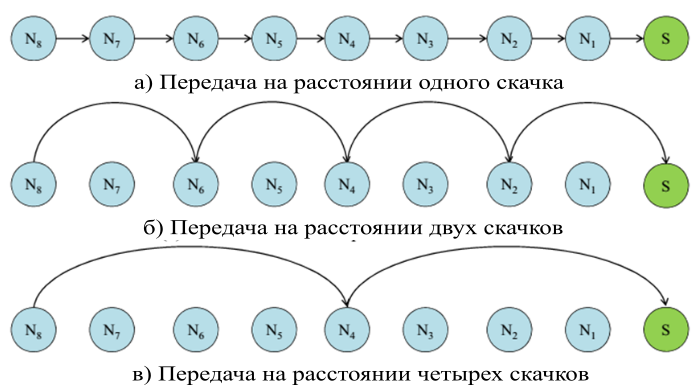 N₈ N₇ N₆ N₅ N₄ N₃ N₂ N₁ S
а) Передача на расстоянии одного скачка
N₈ N₇ N₆ N₅ N₄ N₃ N₂ N₁ S
б) Передача на расстоянии двух скачков
N₈ N₇ N₆ N₅ N₄ N₃ N₂ N₁ S
в) Передача на расстоянии четырех скачков